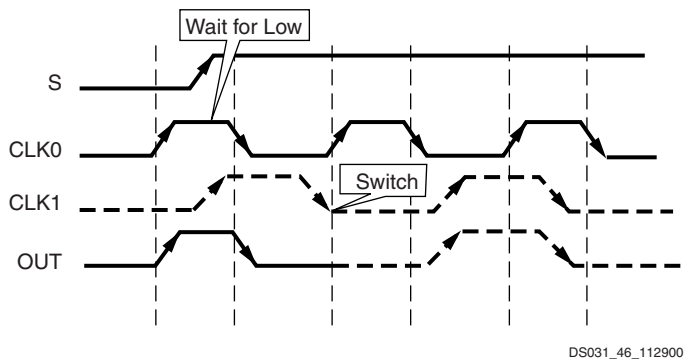 Wait for Low
S
CLK0
CLK1
Switch
OUT
DS031_46_112900